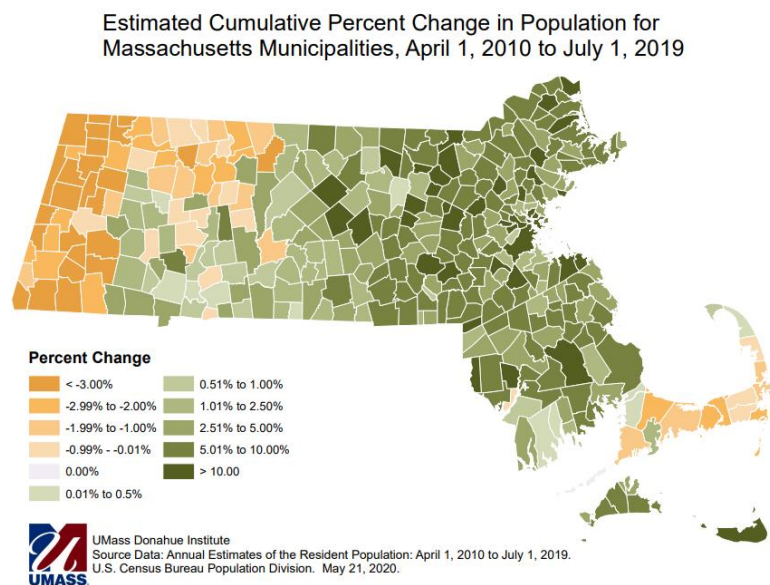 Estimated Cumulative Percent Change in Population for
Massachusetts Municipalities, April 1, 2010 to July 1, 2019
Percent Change
< -3.00%
-2.99% to -2.00%
-1.99% to -1.00%
-0.99% - -0.01%
0.00%
0.01% to 0.5%
0.51% to 1.00%
1.01% to 2.50%
2.51% to 5.00%
5.01% to 10.00%
> 10.00
UMASS
UMass Donahue Institute
Source Data: Annual Estimates of the Resident Population: April 1, 2010 to July 1, 2019.
U.S. Census Bureau Population Division. May 21, 2020.